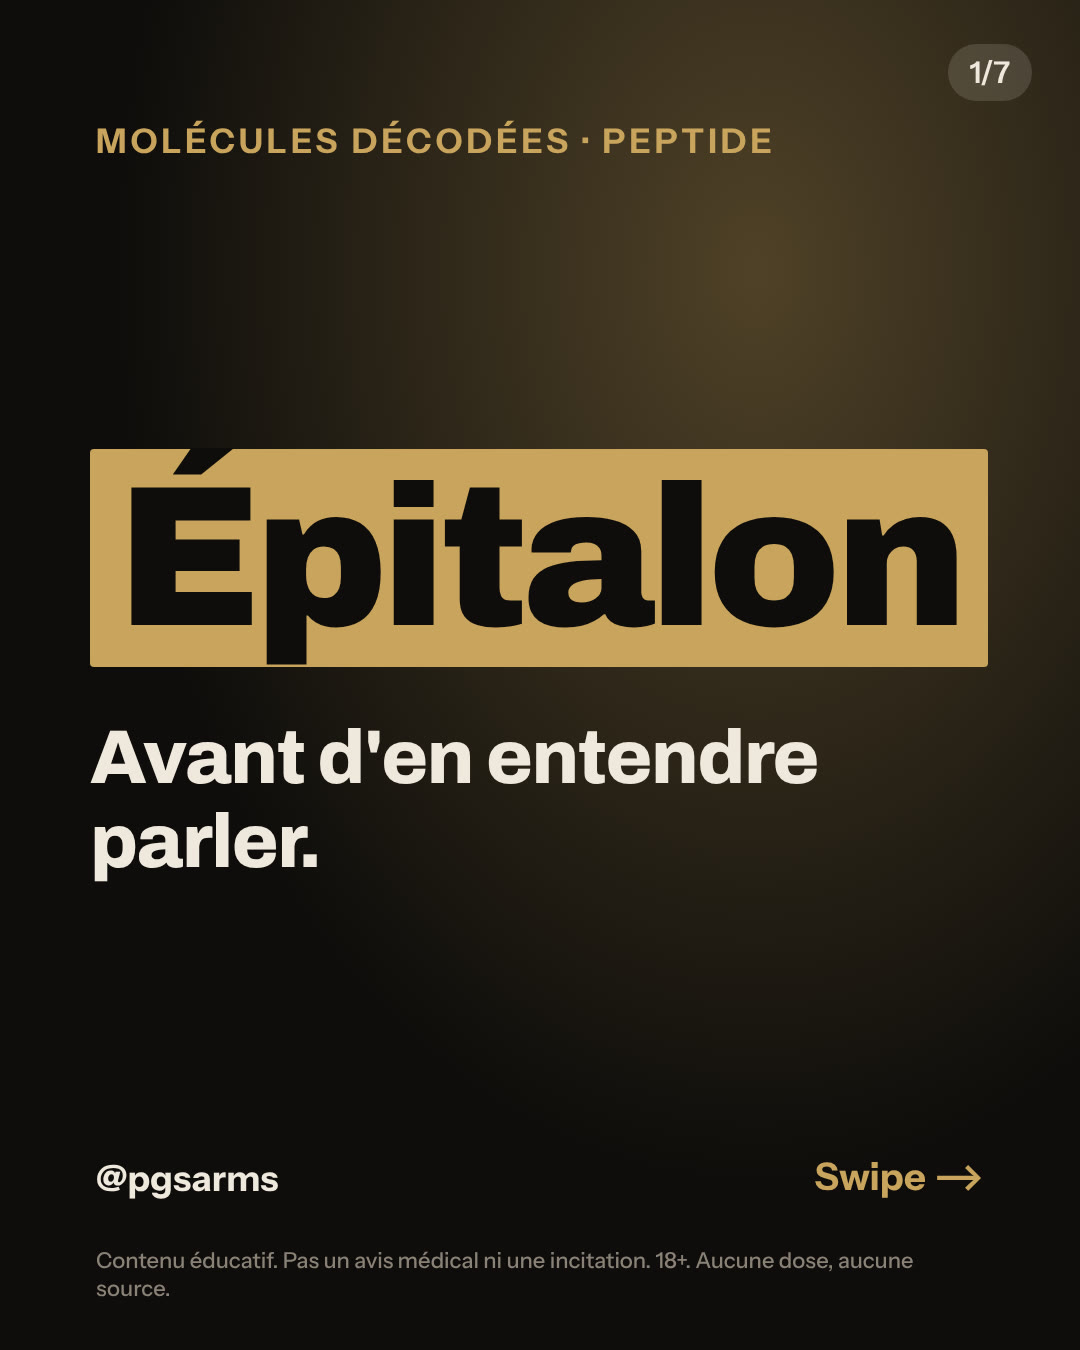 1/7
MOLÉCULES DÉCODÉES · PEPTIDE
Épitalon
Avant d'en entendre
parler.
@pgsarms
Swipe →
Contenu éducatif. Pas un avis médical ni une incitation. 18+. Aucune dose, aucune
source.